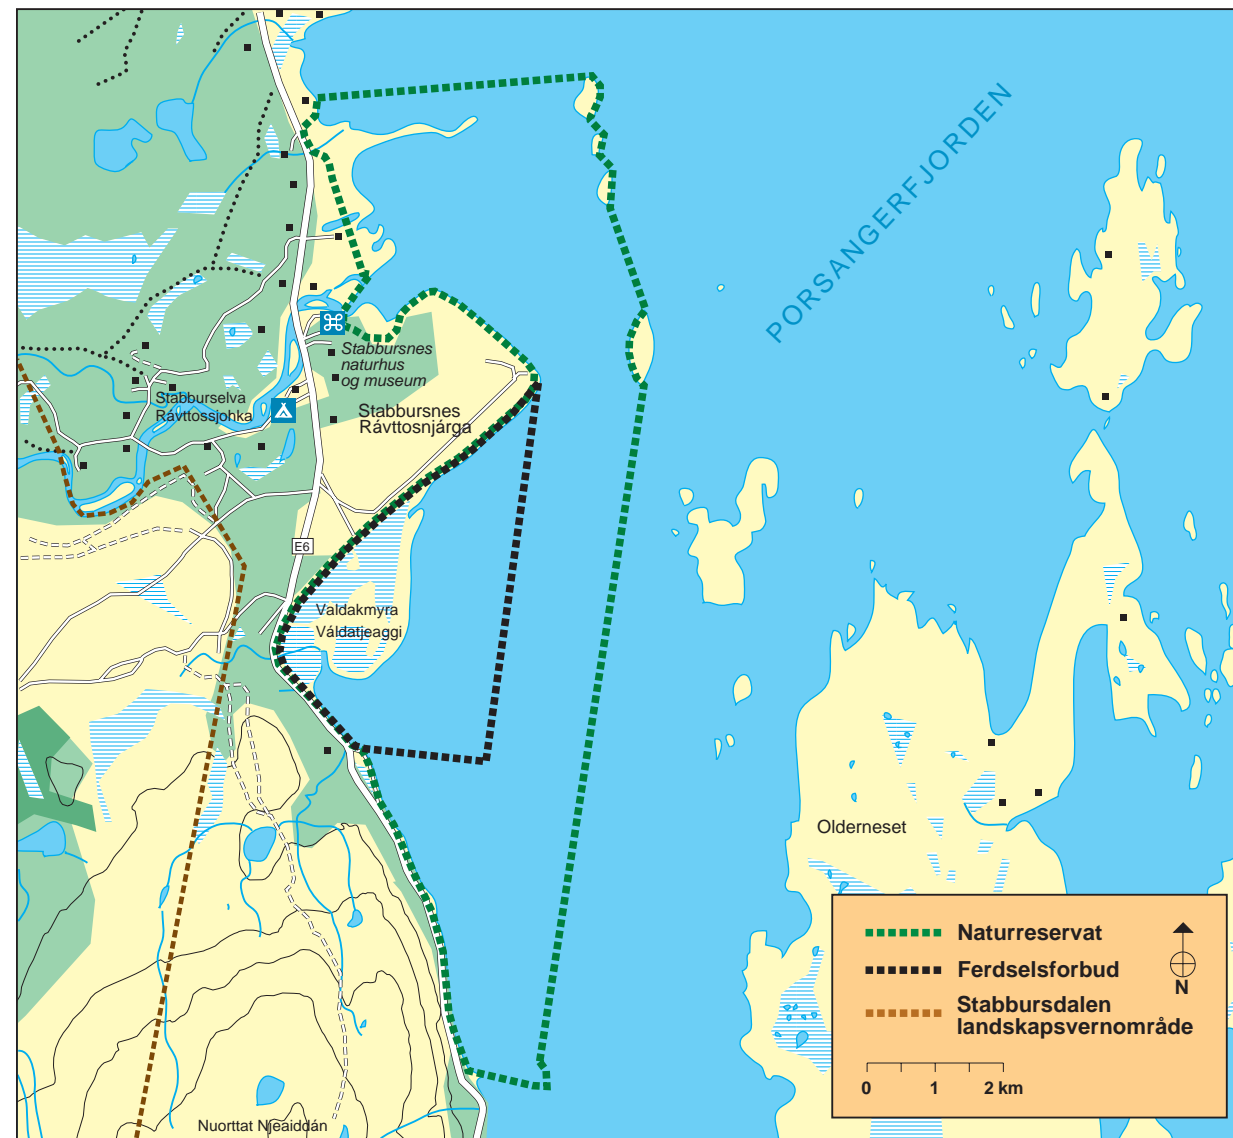 PORSANGERFJORDEN
Stabbursnes
naturhus
og museum
Stabburselva
Rávttossjohka
Stabbursnes
Rávttosnjárga
E6
Valdakmyra
Váldatjeaggi
Olderneset
Nuorttat Njeaiddán
Naturreservat
Ferdselsforbud
Stabbursdalen
landskapsvernområde
N
0 1 2 km